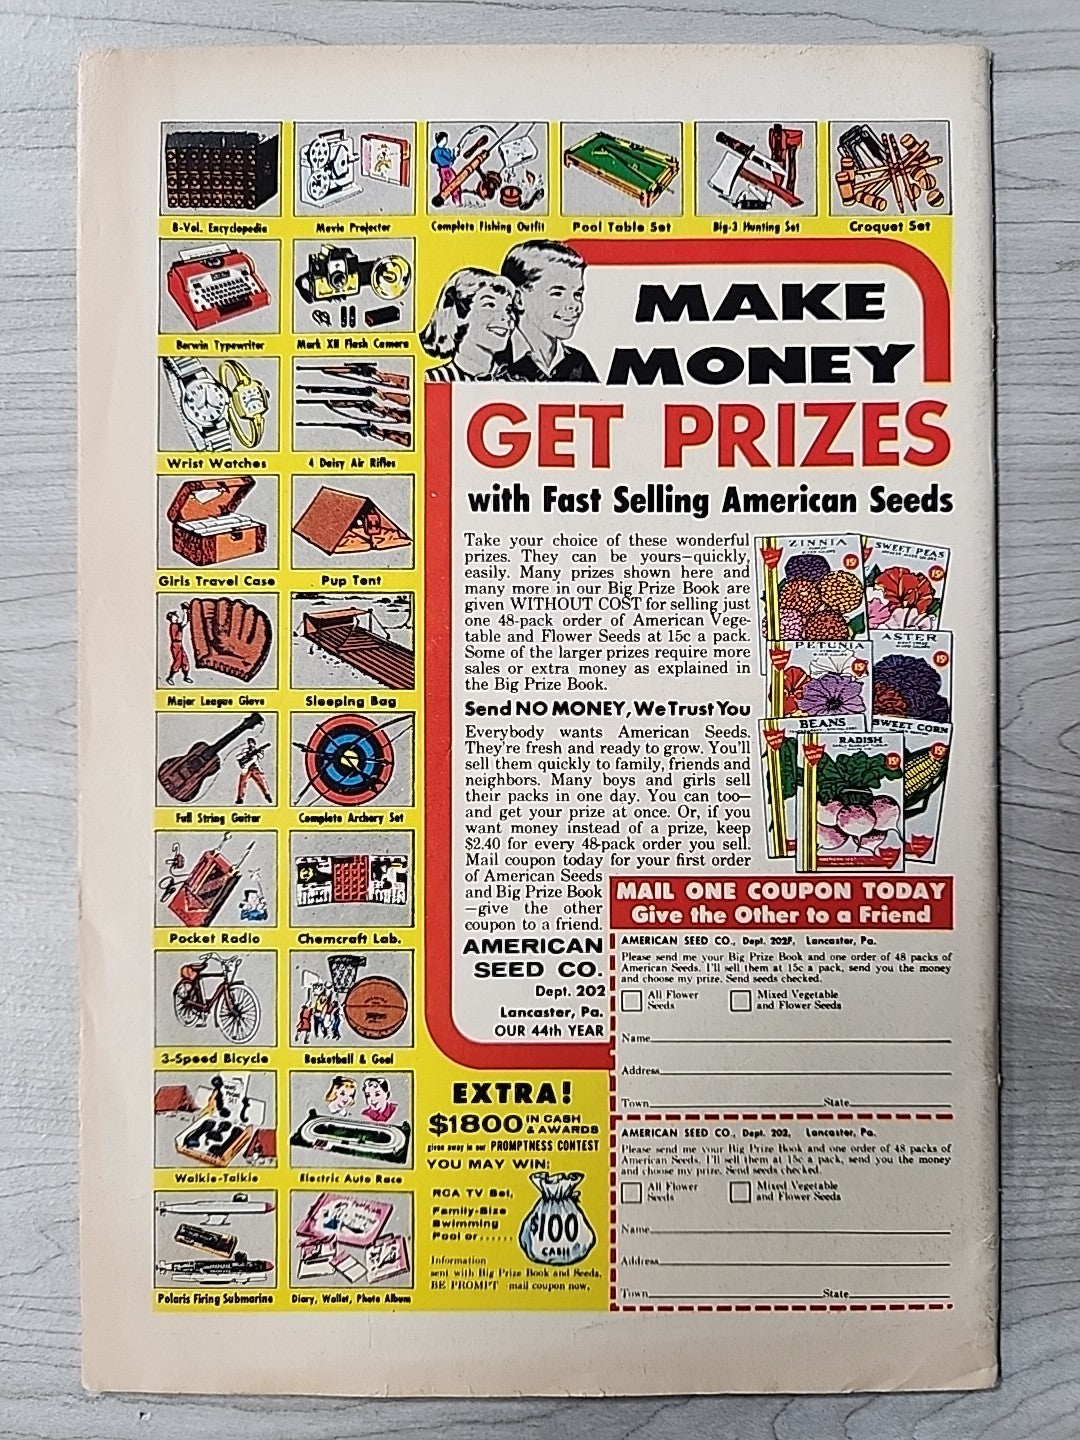 8-Vol. Encyclopedia
Movie Projector
Complete Fishing Outfit
Pool Table Set
Big-3 Hunting Set
Croquet Set
Berwin Typewriter
Mark XII Flash Camera
MAKE
MONEY
GET PRIZES
with Fast Selling American Seeds
Wrist Watches
4 Daisy Air Rifles
Girls Travel Case
Pup Tent
Major League Glove
Sleeping Bag
Full String Guitar
Complete Archery Set
Pocket Radio
Chemcraft Lab.
3-Speed Bicycle
Basketball & Goal
Walkie-Talkie
Electric Auto Race
Polaris Firing Submarine
Diary, Wallet, Photo Album
Take your choice of these wonderful
prizes. They can be yours—quickly,
easily. Many prizes shown here and
many more in our Big Prize Book are
given WITHOUT COST for selling just
one 48-pack order of American Vege-
table and Flower Seeds at 15c a pack.
Some of the larger prizes require more
sales or extra money as explained in
the Big Prize Book.
Send NO MONEY, We Trust You
Everybody wants American Seeds.
They're fresh and ready to grow. You'll
sell them quickly to family, friends and
neighbors. Many boys and girls sell
their packs in one day. You can too—
and get your prize at once. Or, if you
want money instead of a prize, keep
$2.40 for every 48-pack order you sell.
Mail coupon today for your first order
of American Seeds
and Big Prize Book
—give the other
coupon to a friend.
AMERICAN
SEED CO.
Dept. 202
Lancaster, Pa.
OUR 44th YEAR
ZINNIA
15¢
SWEET PEAS
15¢
PETUNIA
15¢
ASTER
15¢
BEANS
SWEET CORN
15¢
RADISH
15¢
MAIL ONE COUPON TODAY
Give the Other to a Friend
AMERICAN SEED CO., Dept. 202F, Lancaster, Pa.
Please send me your Big Prize Book and one order of 48 packs of
American Seeds. I'll sell them at 15c a pack, send you the money
and choose my prize. Send seeds checked.
All Flower
Seeds
Mixed Vegetable
and Flower Seeds
Name
Address
Town State
AMERICAN SEED CO., Dept. 202, Lancaster, Pa.
Please send me your Big Prize Book and one order of 48 packs of
American Seeds. I'll sell them at 15c a pack, send you the money
and choose my prize. Send seeds checked.
All Flower
Seeds
Mixed Vegetable
and Flower Seeds
Name
Address
Town State
EXTRA!
$1800 IN CASH
& AWARDS
given away in our PROMPTNESS CONTEST
YOU MAY WIN:
RCA TV Set,
Family-Size
Swimming
Pool or......
$100
CASH
Information
sent with Big Prize Book and Seeds.
BE PROMPT mail coupon now.